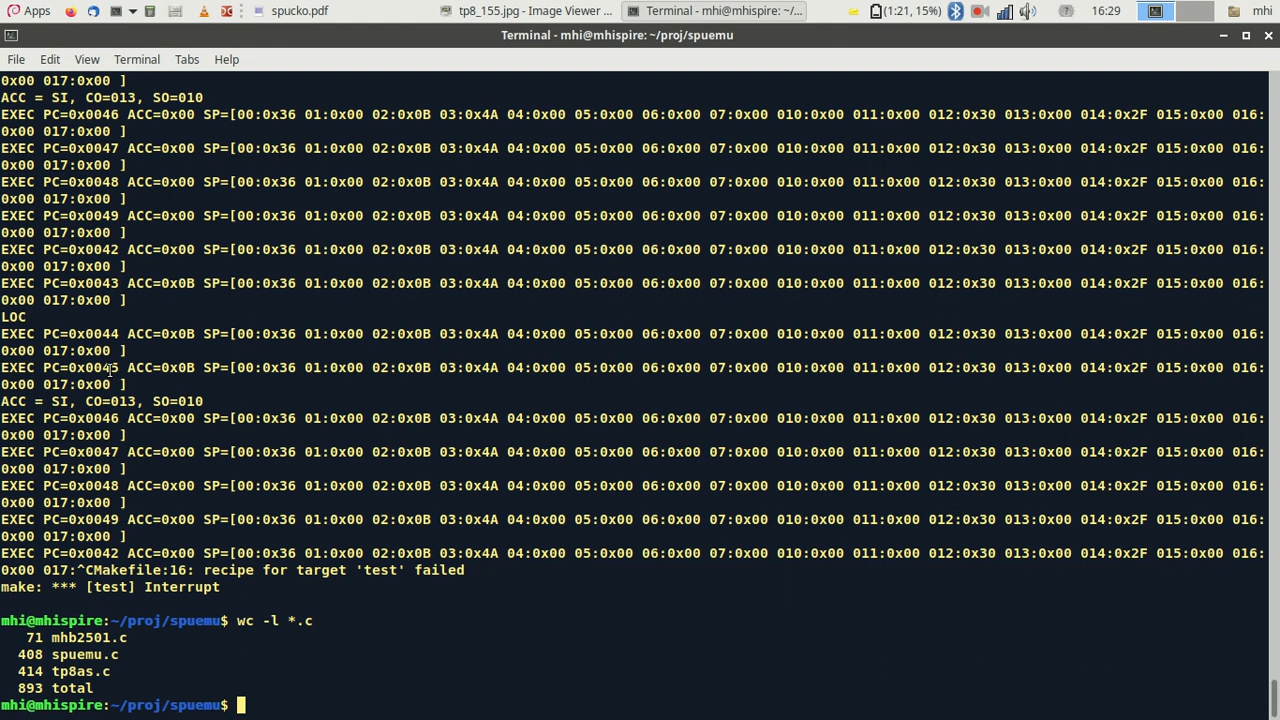 Apps spucko.pdf tp8_155.jpg - Image Viewer ... Terminal - mhi@mhispire: ~/... (1:21, 15%) 16:29 mhi
Terminal - mhi@mhispire: ~/proj/spuemu
File Edit View Terminal Tabs Help
0x00 017:0x00 ]
ACC = SI, CO=013, SO=010
EXEC PC=0x0046 ACC=0x00 SP=[00:0x36 01:0x00 02:0x0B 03:0x4A 04:0x00 05:0x00 06:0x00 07:0x00 010:0x00 011:0x00 012:0x30 013:0x00 014:0x2F 015:0x00 016:
0x00 017:0x00 ]
EXEC PC=0x0047 ACC=0x00 SP=[00:0x36 01:0x00 02:0x0B 03:0x4A 04:0x00 05:0x00 06:0x00 07:0x00 010:0x00 011:0x00 012:0x30 013:0x00 014:0x2F 015:0x00 016:
0x00 017:0x00 ]
EXEC PC=0x0048 ACC=0x00 SP=[00:0x36 01:0x00 02:0x0B 03:0x4A 04:0x00 05:0x00 06:0x00 07:0x00 010:0x00 011:0x00 012:0x30 013:0x00 014:0x2F 015:0x00 016:
0x00 017:0x00 ]
EXEC PC=0x0049 ACC=0x00 SP=[00:0x36 01:0x00 02:0x0B 03:0x4A 04:0x00 05:0x00 06:0x00 07:0x00 010:0x00 011:0x00 012:0x30 013:0x00 014:0x2F 015:0x00 016:
0x00 017:0x00 ]
EXEC PC=0x0042 ACC=0x00 SP=[00:0x36 01:0x00 02:0x0B 03:0x4A 04:0x00 05:0x00 06:0x00 07:0x00 010:0x00 011:0x00 012:0x30 013:0x00 014:0x2F 015:0x00 016:
0x00 017:0x00 ]
EXEC PC=0x0043 ACC=0x0B SP=[00:0x36 01:0x00 02:0x0B 03:0x4A 04:0x00 05:0x00 06:0x00 07:0x00 010:0x00 011:0x00 012:0x30 013:0x00 014:0x2F 015:0x00 016:
0x00 017:0x00 ]
LOC
EXEC PC=0x0044 ACC=0x0B SP=[00:0x36 01:0x00 02:0x0B 03:0x4A 04:0x00 05:0x00 06:0x00 07:0x00 010:0x00 011:0x00 012:0x30 013:0x00 014:0x2F 015:0x00 016:
0x00 017:0x00 ]
EXEC PC=0x0045 ACC=0x0B SP=[00:0x36 01:0x00 02:0x0B 03:0x4A 04:0x00 05:0x00 06:0x00 07:0x00 010:0x00 011:0x00 012:0x30 013:0x00 014:0x2F 015:0x00 016:
0x00 017:0x00 ]
ACC = SI, CO=013, SO=010
EXEC PC=0x0046 ACC=0x00 SP=[00:0x36 01:0x00 02:0x0B 03:0x4A 04:0x00 05:0x00 06:0x00 07:0x00 010:0x00 011:0x00 012:0x30 013:0x00 014:0x2F 015:0x00 016:
0x00 017:0x00 ]
EXEC PC=0x0047 ACC=0x00 SP=[00:0x36 01:0x00 02:0x0B 03:0x4A 04:0x00 05:0x00 06:0x00 07:0x00 010:0x00 011:0x00 012:0x30 013:0x00 014:0x2F 015:0x00 016:
0x00 017:0x00 ]
EXEC PC=0x0048 ACC=0x00 SP=[00:0x36 01:0x00 02:0x0B 03:0x4A 04:0x00 05:0x00 06:0x00 07:0x00 010:0x00 011:0x00 012:0x30 013:0x00 014:0x2F 015:0x00 016:
0x00 017:0x00 ]
EXEC PC=0x0049 ACC=0x00 SP=[00:0x36 01:0x00 02:0x0B 03:0x4A 04:0x00 05:0x00 06:0x00 07:0x00 010:0x00 011:0x00 012:0x30 013:0x00 014:0x2F 015:0x00 016:
0x00 017:0x00 ]
EXEC PC=0x0042 ACC=0x00 SP=[00:0x36 01:0x00 02:0x0B 03:0x4A 04:0x00 05:0x00 06:0x00 07:0x00 010:0x00 011:0x00 012:0x30 013:0x00 014:0x2F 015:0x00 016:
0x00 017:^CMakefile:16: recipe for target 'test' failed
make: *** [test] Interrupt
mhi@mhispire:~/proj/spuemu$ wc -l *.c
71 mhb2501.c
408 spuemu.c
414 tp8as.c
893 total
mhi@mhispire:~/proj/spuemu$